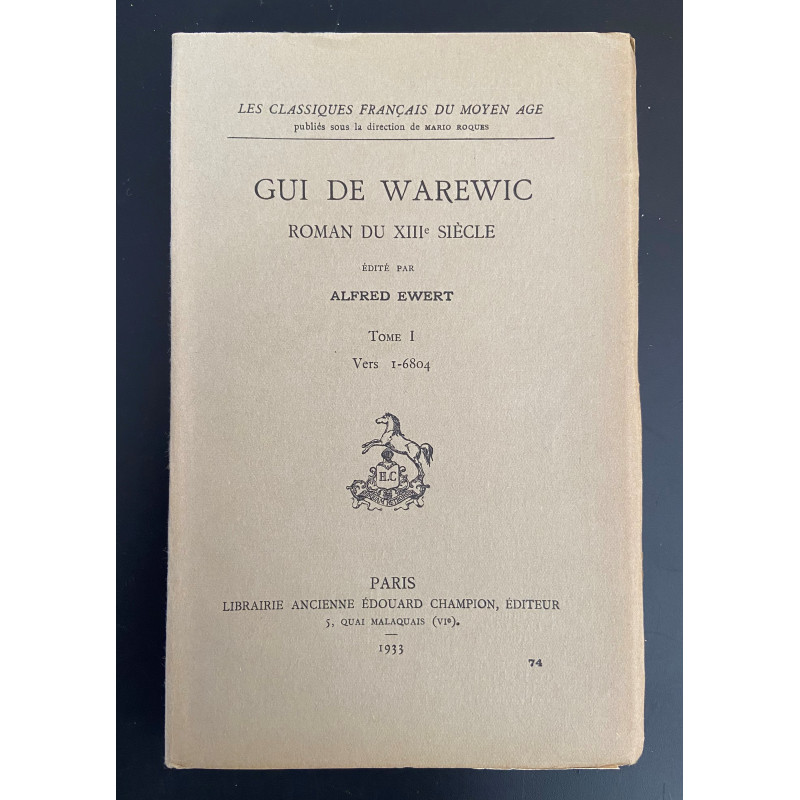 LES CLASSIQUES FRANÇAIS DU MOYEN AGE
publiés sous la direction de MARIO ROQUES
GUI DE WAREWIC
ROMAN DU XIIIe SIÈCLE
ÉDITÉ PAR
ALFRED EWERT
TOME I
Vers 1-6804
H.C
PARIS
LIBRAIRIE ANCIENNE ÉDOUARD CHAMPION, ÉDITEUR
5, QUAI MALAQUAIS (VIe).
1933
74